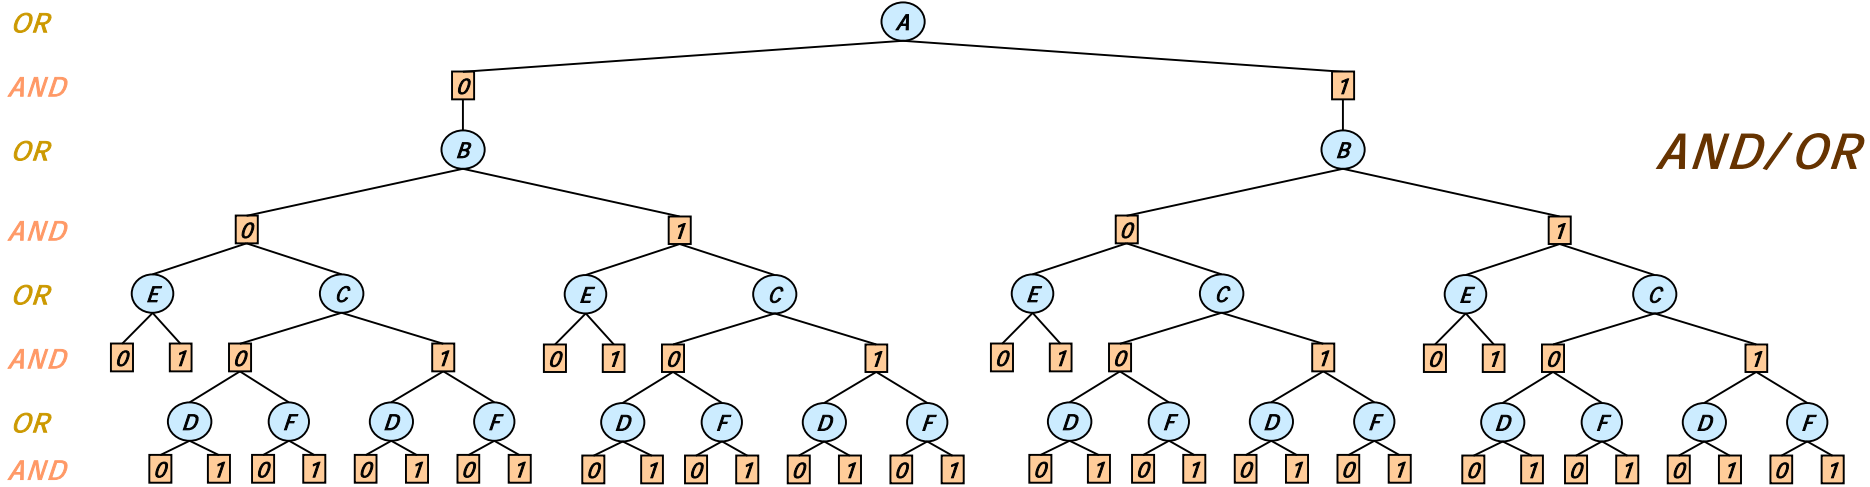 OR A
AND 0 1
OR B B AND/OR
AND 0 1 0 1
OR E C E C E C E C
AND 0 1 0 1 0 1 0 1 0 1 0 1 0 1 0 1
OR D F D F D F D F D F D F D F D F
AND 0 1 0 1 0 1 0 1 0 1 0 1 0 1 0 1 0 1 0 1 0 1 0 1 0 1 0 1 0 1 0 1